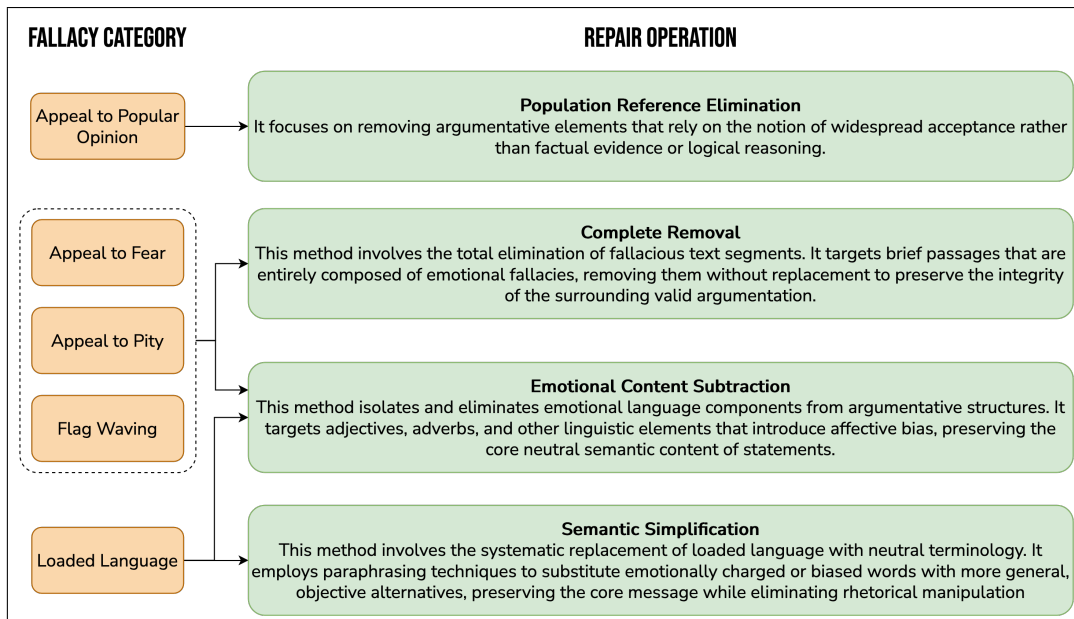 FALLACY CATEGORY
REPAIR OPERATION
Appeal to Popular
Opinion
Population Reference Elimination
It focuses on removing argumentative elements that rely on the notion of widespread acceptance rather
than factual evidence or logical reasoning.
Appeal to Fear
Appeal to Pity
Flag Waving
Complete Removal
This method involves the total elimination of fallacious text segments. It targets brief passages that are
entirely composed of emotional fallacies, removing them without replacement to preserve the integrity
of the surrounding valid argumentation.
Emotional Content Subtraction
This method isolates and eliminates emotional language components from argumentative structures. It
targets adjectives, adverbs, and other linguistic elements that introduce affective bias, preserving the
core neutral semantic content of statements.
Loaded Language
Semantic Simplification
This method involves the systematic replacement of loaded language with neutral terminology. It
employs paraphrasing techniques to substitute emotionally charged or biased words with more general,
objective alternatives, preserving the core message while eliminating rhetorical manipulation